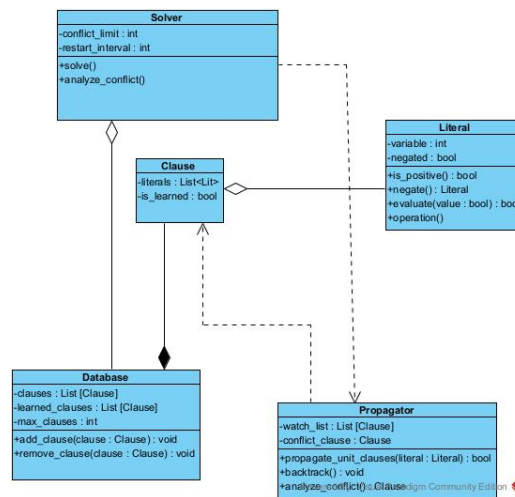 Solver
-conflict_limit : int
-restart_interval : int
+solve()
+analyze_conflict()
Literal
-variable : int
-negated : bool
+is_positive() : bool
+negate() : Literal
+evaluate(value : bool) : boo
+operation()
Clause
-literals : List<Lit>
-is_learned : bool
Database
-clauses : List [Clause]
-learned_clauses : List [Clause]
-max_clauses : int
+add_clause(clause : Clause) : void
+remove_clause(clause : Clause) : void
Propagator
-watch_list : List [Clause]
-conflict_clause : Clause
+propagate_unit_clauses(literal : Literal) : bool
+backtrack() : void
+analyze_conflict() : Clause
Community Edition